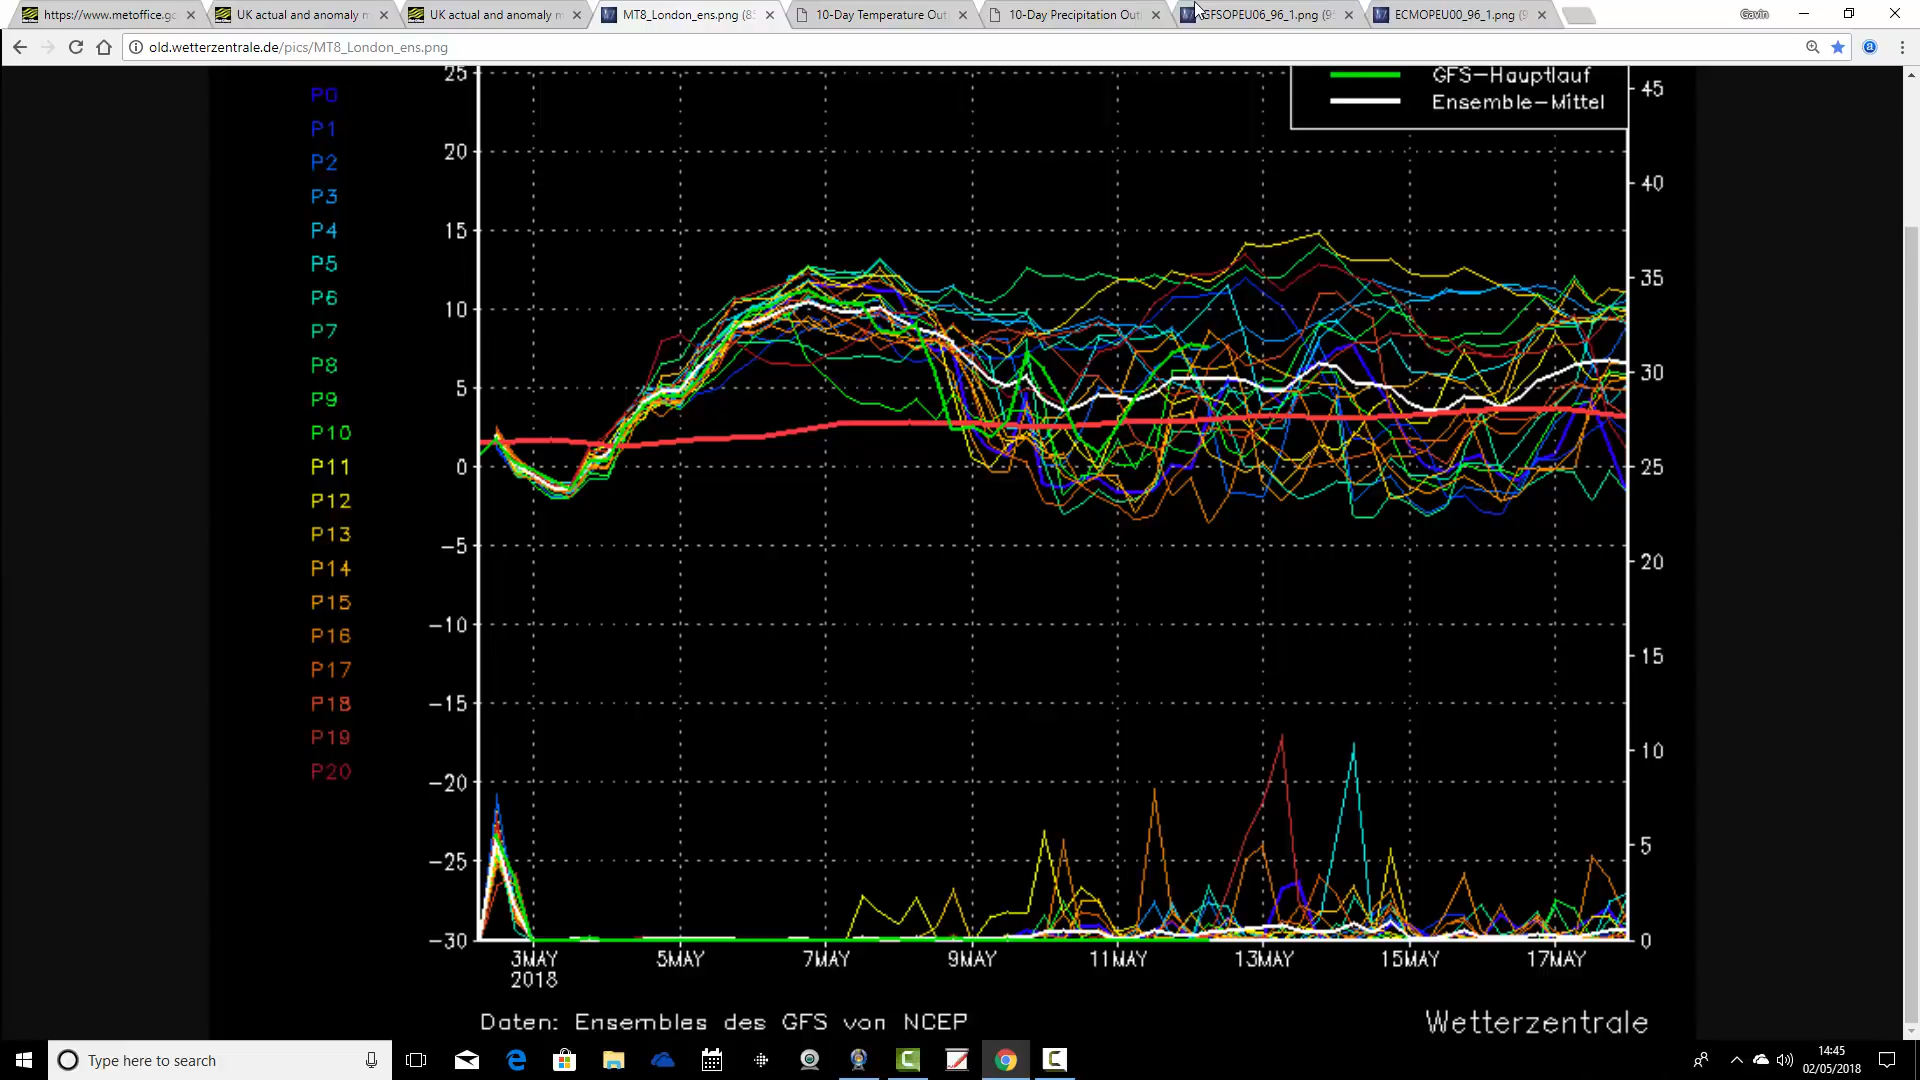 https://www.metoffice.gc
UK actual and anomaly m
UK actual and anomaly m
MT8_London_ens.png (8
10-Day Temperature Out
10-Day Precipitation Out
GFSOPEU06_96_1.png (9
ECMOPEU00_96_1.png (9
Gavin
old.wetterzentrale.de/pics/MT8_London_ens.png
GFS-Hauptlauf
Ensemble-Mittel
P0
P1
P2
P3
P4
P5
P6
P7
P8
P9
P10
P11
P12
P13
P14
P15
P16
P17
P18
P19
P20
25
20
15
10
5
0
-5
-10
-15
-20
-25
-30
45
40
35
30
25
20
15
10
5
0
3MAY 5MAY 7MAY 9MAY 11MAY 13MAY 15MAY 17MAY
2018
Daten: Ensembles des GFS von NCEP
Wetterzentrale
Type here to search
14:45
02/05/2018